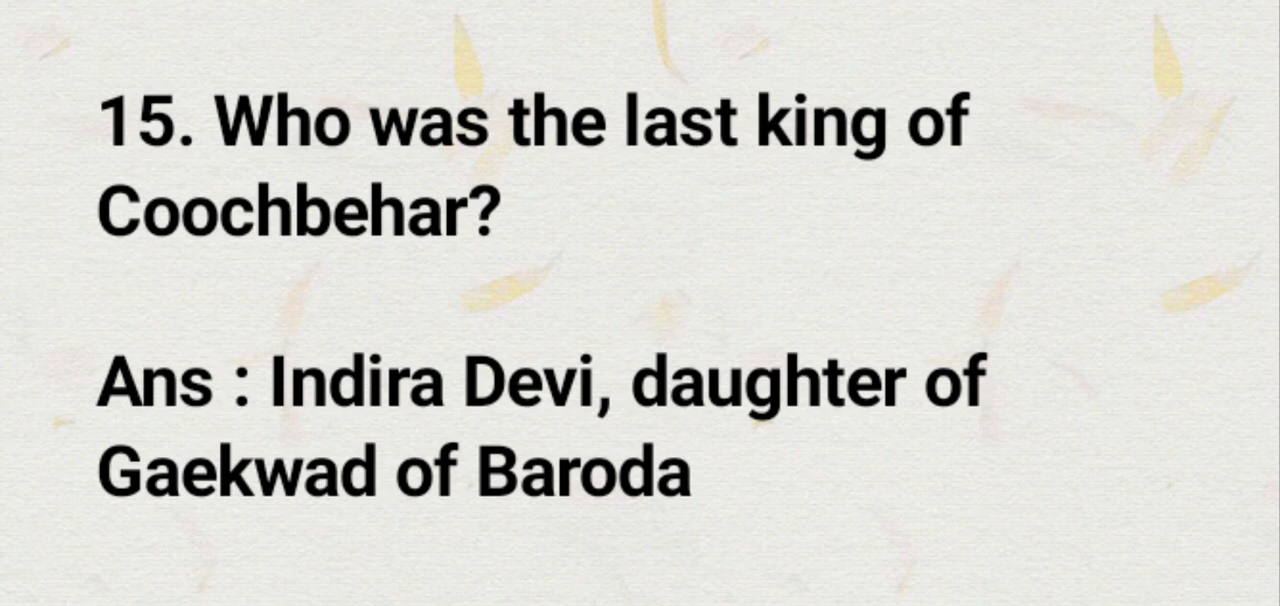 15. Who was the last king of
Coochbehar?
Ans : Indira Devi, daughter of
Gaekwad of Baroda